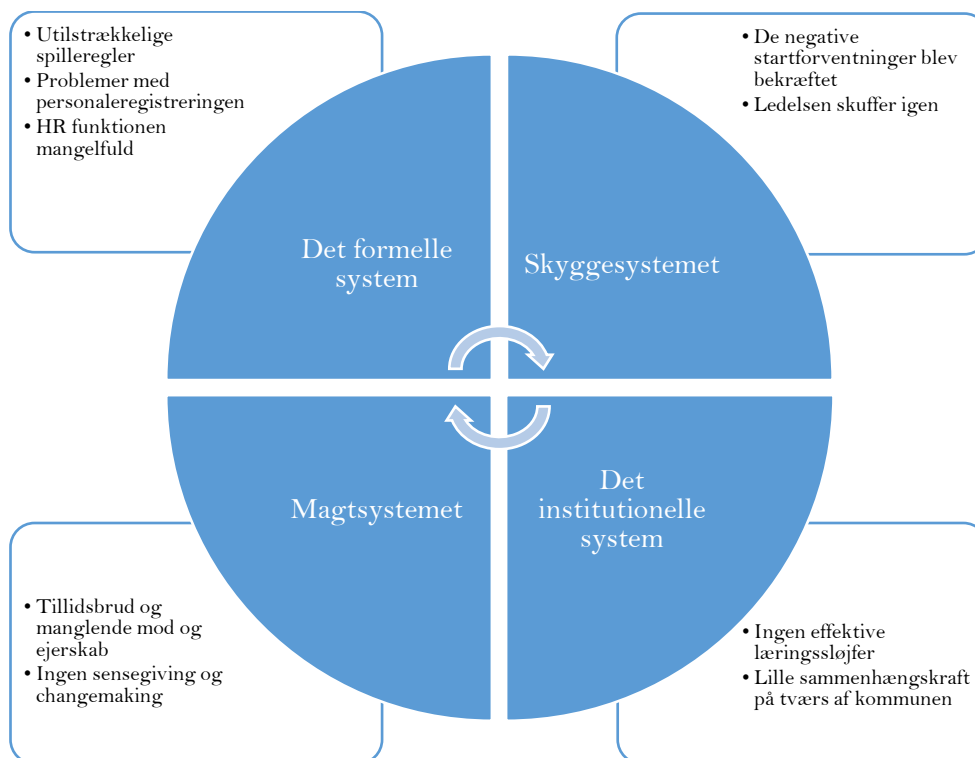 • Utilstrækkelige
spilleregler
• Problemer med
personaleregistreringen
• HR funktionen
mangelfuld
• De negative
startforventninger blev
bekræftet
• Ledelsen skuffer igen
Det formelle
system
Skyggesystemet
Magtsystemet
Det
institutionelle
system
• Tillidsbrud og
manglende mod og
ejerskab
• Ingen sensegiving og
changemaking
• Ingen effektive
læringssløjfer
• Lille sammenhængskraft
på tværs af kommunen